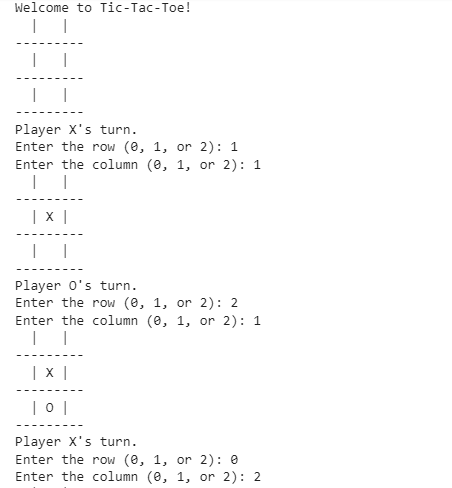 Welcome to Tic-Tac-Toe!
  |   |
---------
  |   |
---------
  |   |
---------
Player X's turn.
Enter the row (0, 1, or 2): 1
Enter the column (0, 1, or 2): 1
  |   |
---------
  | X |
---------
  |   |
---------
Player O's turn.
Enter the row (0, 1, or 2): 2
Enter the column (0, 1, or 2): 1
  |   |
---------
  | X |
---------
  | O |
---------
Player X's turn.
Enter the row (0, 1, or 2): 0
Enter the column (0, 1, or 2): 2